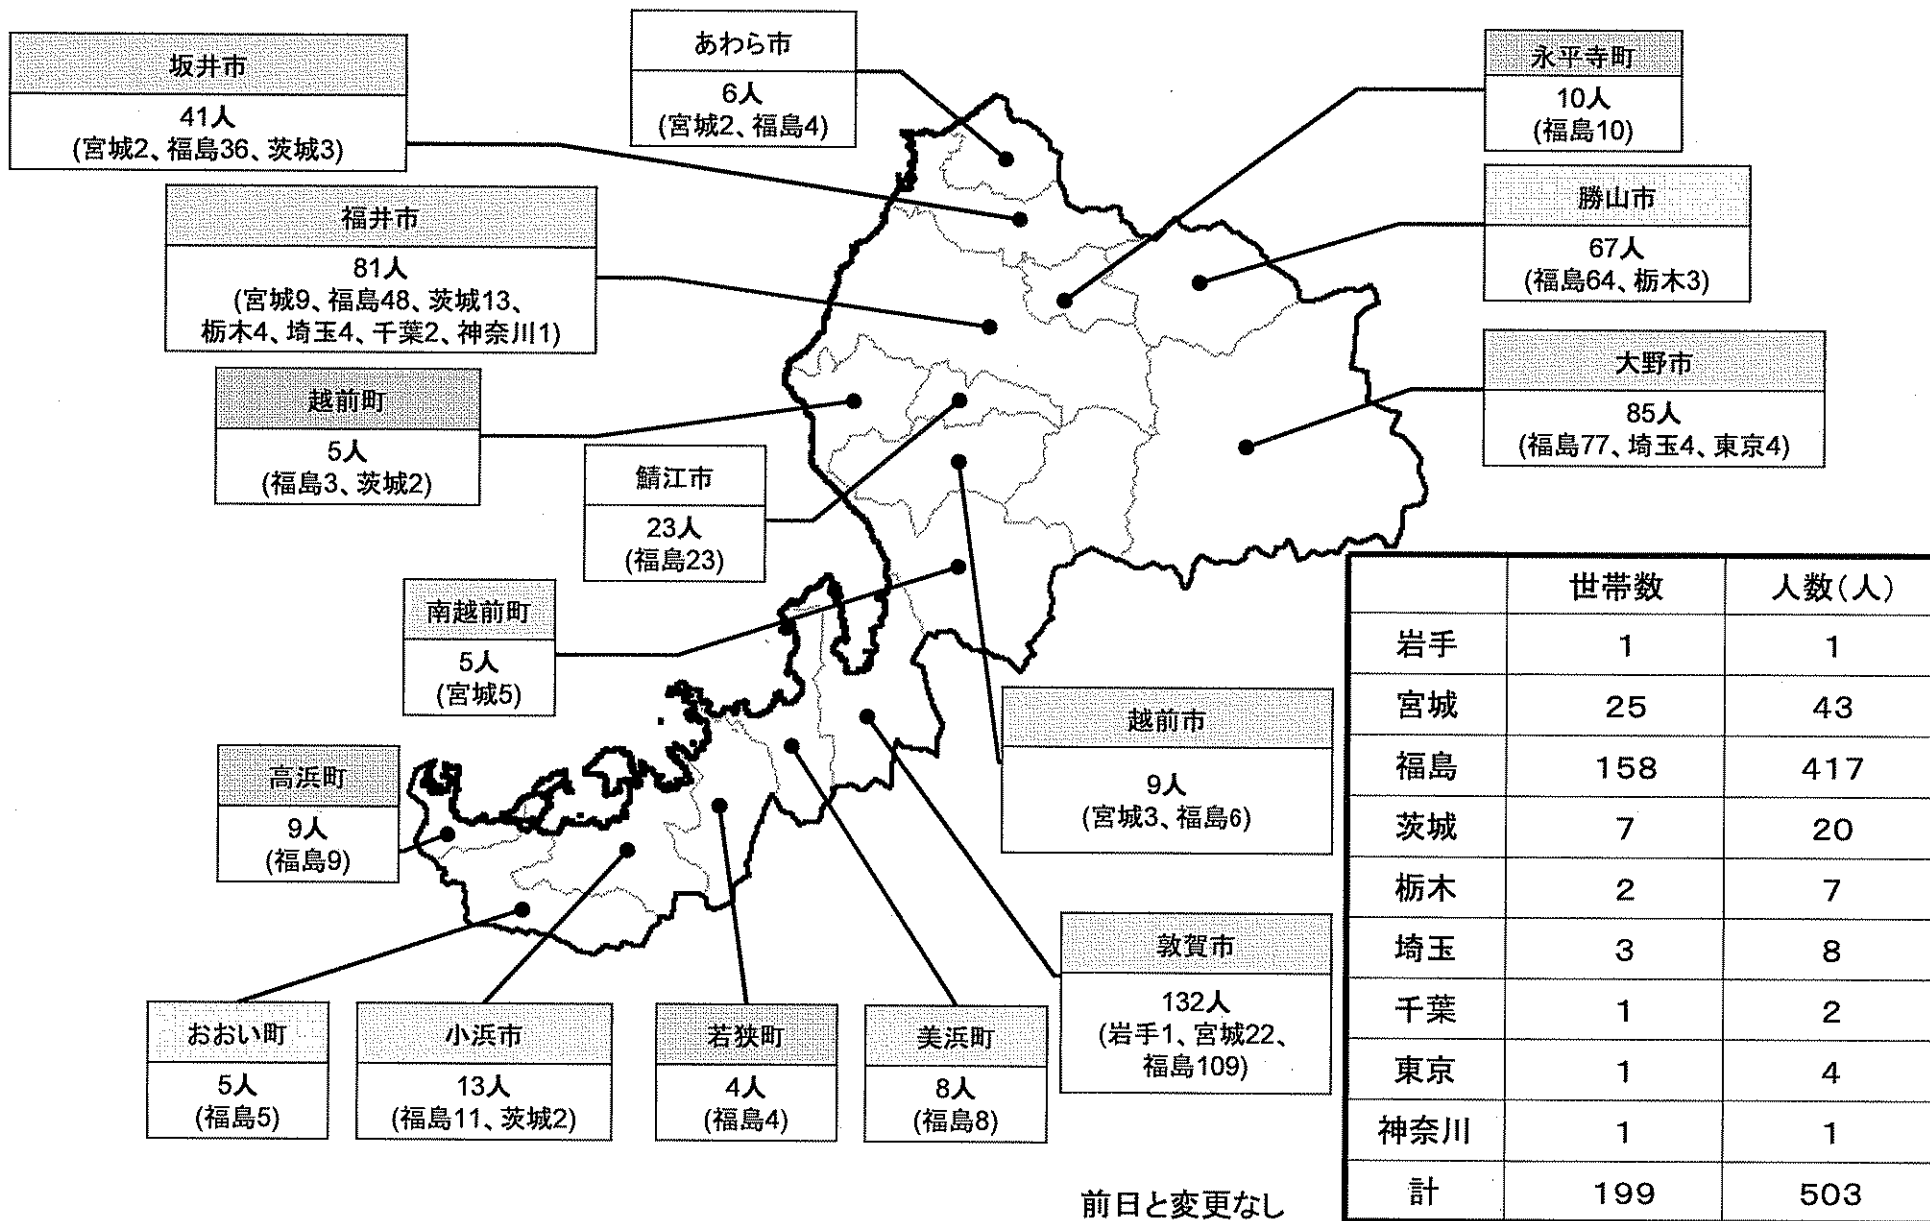 あわら市
6人
(宮城2、福島4)
坂井市
41人
(宮城2、福島36、茨城3)
永平寺町
10人
(福島10)
勝山市
67人
(福島64、栃木3)
福井市
81人
(宮城9、福島48、茨城13、
栃木4、埼玉4、千葉2、神奈川1)
大野市
85人
(福島77、埼玉4、東京4)
越前町
5人
(福島3、茨城2)
鯖江市
23人
(福島23)
南越前町
5人
(宮城5)
越前市
9人
(宮城3、福島6)
高浜町
9人
(福島9)
敦賀市
132人
(岩手1、宮城22、
福島109)
おおい町
5人
(福島5)
小浜市
13人
(福島11、茨城2)
若狭町
4人
(福島4)
美浜町
8人
(福島8)
世帯数 人数(人)
岩手 1 1
宮城 25 43
福島 158 417
茨城 7 20
栃木 2 7
埼玉 3 8
千葉 1 2
東京 1 4
神奈川 1 1
計 199 503
前日と変更なし